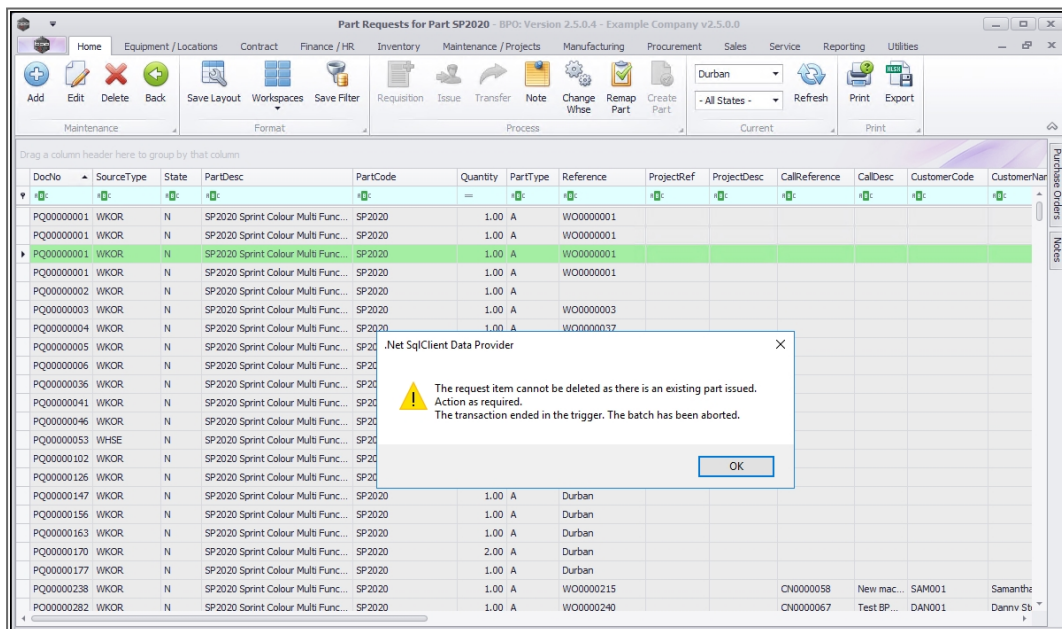 Part Requests for Part SP2020 - BPO: Version 2.5.0.4 - Example Company v2.5.0.0
Home Equipment / Locations Contract Finance / HR Inventory Maintenance / Projects Manufacturing Procurement Sales Service Reporting Utilities
Add Edit Delete Back Save Layout Workspaces Save Filter Requisition Issue Transfer Note Change Whse Remap Part Create Part Durban Refresh Print Export
- All States -
Maintenance Format Process Current Print
Drag a column header here to group by that column
DocNo SourceType State PartDesc PartCode Quantity PartType Reference ProjectRef ProjectDesc CallReference CallDesc CustomerCode CustomerNar
PQ00000001 WKOR N SP2020 Sprint Colour Multi Func... SP2020 1.00 A WO0000001
PQ00000001 WKOR N SP2020 Sprint Colour Multi Func... SP2020 1.00 A WO0000001
PQ00000001 WKOR N SP2020 Sprint Colour Multi Func... SP2020 1.00 A WO0000001
PQ00000001 WKOR N SP2020 Sprint Colour Multi Func... SP2020 1.00 A WO0000001
PQ00000002 WKOR N SP2020 Sprint Colour Multi Func... SP2020 1.00 A
PQ00000003 WKOR N SP2020 Sprint Colour Multi Func... SP2020 1.00 A WO0000003
PQ00000004 WKOR N SP2020 Sprint Colour Multi Func... SP2020 1.00 A WO0000037
PQ00000005 WKOR N SP2020 Sprint Colour Multi Func... SP20
PQ00000006 WKOR N SP2020 Sprint Colour Multi Func... SP20
PQ00000036 WKOR N SP2020 Sprint Colour Multi Func... SP20
PQ00000041 WKOR N SP2020 Sprint Colour Multi Func... SP20
PQ00000046 WKOR N SP2020 Sprint Colour Multi Func... SP20
PQ00000053 WHSE N SP2020 Sprint Colour Multi Func... SP20
PQ00000102 WKOR N SP2020 Sprint Colour Multi Func... SP20
PQ00000126 WKOR N SP2020 Sprint Colour Multi Func... SP20
.Net SqlClient Data Provider
The request item cannot be deleted as there is an existing part issued.
Action as required.
The transaction ended in the trigger. The batch has been aborted.
OK
PQ00000147 WKOR N SP2020 Sprint Colour Multi Func... SP2020 1.00 A Durban
PQ00000156 WKOR N SP2020 Sprint Colour Multi Func... SP2020 1.00 A Durban
PQ00000163 WKOR N SP2020 Sprint Colour Multi Func... SP2020 1.00 A Durban
PQ00000170 WKOR N SP2020 Sprint Colour Multi Func... SP2020 2.00 A Durban
PQ00000177 WKOR N SP2020 Sprint Colour Multi Func... SP2020 1.00 A Durban
PQ00000238 WKOR N SP2020 Sprint Colour Multi Func... SP2020 1.00 A WO0000215 CN0000058 New mac... SAM001 Samantha
PQ00000282 WKOR N SP2020 Sprint Colour Multi Func... SP2020 1.00 A WO0000240 CN0000067 Test BP... DAN001 Danny St
Purchase Orders
Notes